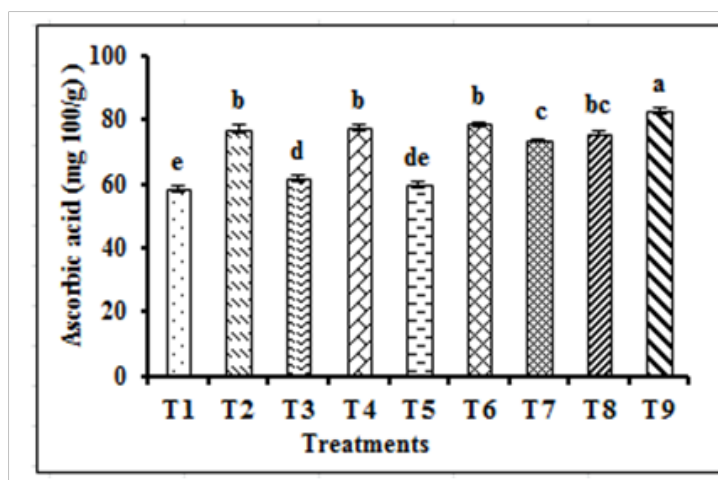 100
80
60
40
20
0
Ascorbic acid (mg 100/g) )
e
b
d
b
de
b
c
bc
a
T1 T2 T3 T4 T5 T6 T7 T8 T9
Treatments